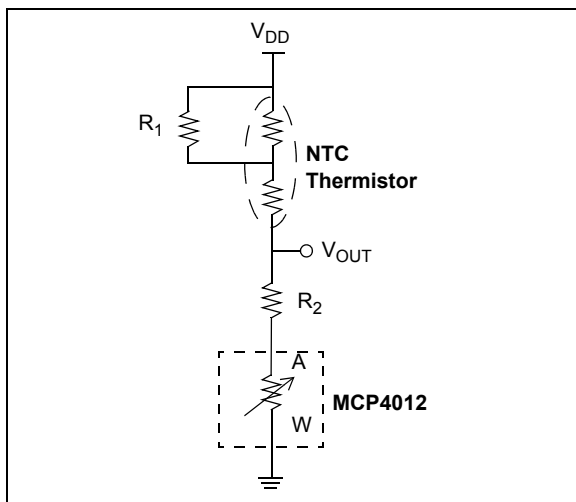 V_DD
R_1
NTC
Thermistor
V_OUT
R_2
A
MCP4012
W